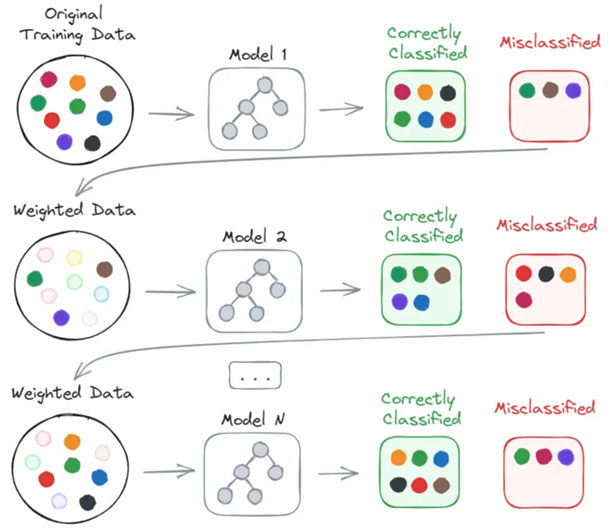 Original
Training Data
Model 1
Correctly
Classified
Misclassified
Weighted Data
Model 2
Correctly
Classified
Misclassified
...
Weighted Data
Model N
Correctly
Classified
Misclassified